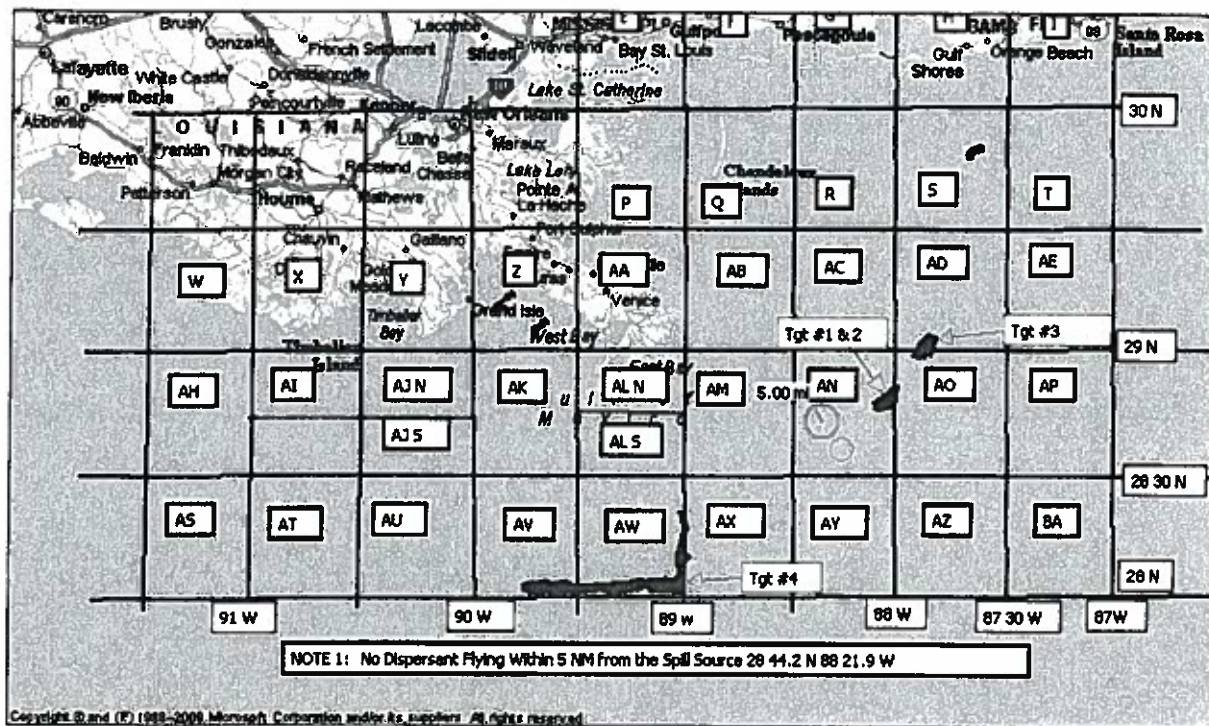 Carencro
Brusly
Lacombe
Gonzales
French Settlement
Slidell
Waveland
Bay St. Louis
Gulfport
Pascagoula
Gulf Shores
Orange Beach
Santa Rosa Island
98
Lafayette
White Castle
Donaldsonville
Lake St. Catherine
90
New Iberia
Paincourtville
Kenner
New Orleans
30 N
Abbeville
LOUISIANA
Luling
Baldwin
Franklin
Thibodaux
Raceland
Belle Chasse
Patterson
Morgan City
Mathews
Houma
Pointe A La Hache
Chandeleur Islands
P
Q
R
S
T
Port Sulphur
Chauvin
Galliano
Empire
Venice
W
X
Y
Z
AA
AB
AC
AD
AE
Timbalier Bay
Grand Isle
West Bay
Tgt #1 & 2
Tgt #3
29 N
Timbalier Island
East Bay
AH
AI
AJ N
AK
AL N
AM
5.00 mi
AN
AO
AP
AJ S
AL S
28 30 N
AS
AT
AU
AV
AW
AX
AY
AZ
BA
Tgt #4
28 N
91 W
90 W
89 W
88 W
87 30 W
87W
NOTE 1: No Dispersant Flying Within 5 NM from the Spill Source 28 44.2 N 88 21.9 W
Copyright © and (P) 1988–2009 Microsoft Corporation and/or its suppliers. All rights reserved.